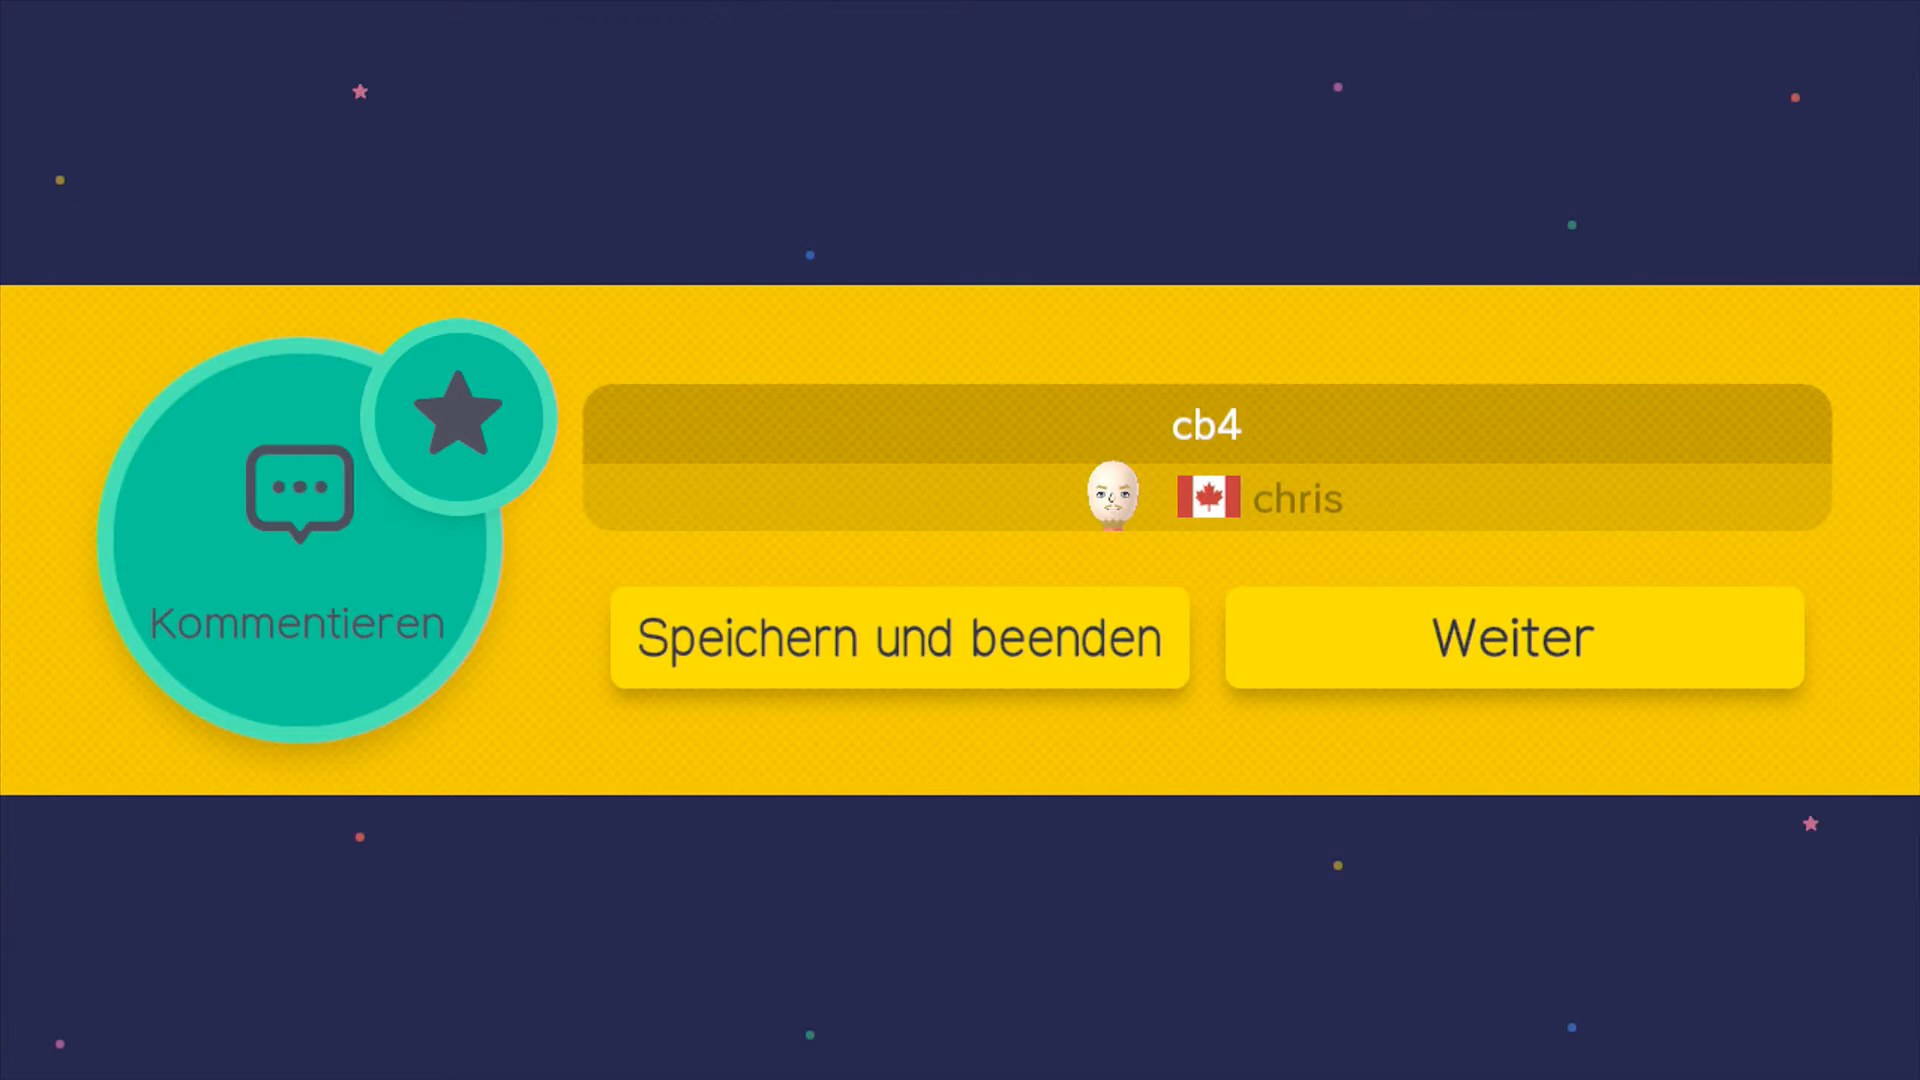 cb4
chris
Kommentieren
Speichern und beenden
Weiter